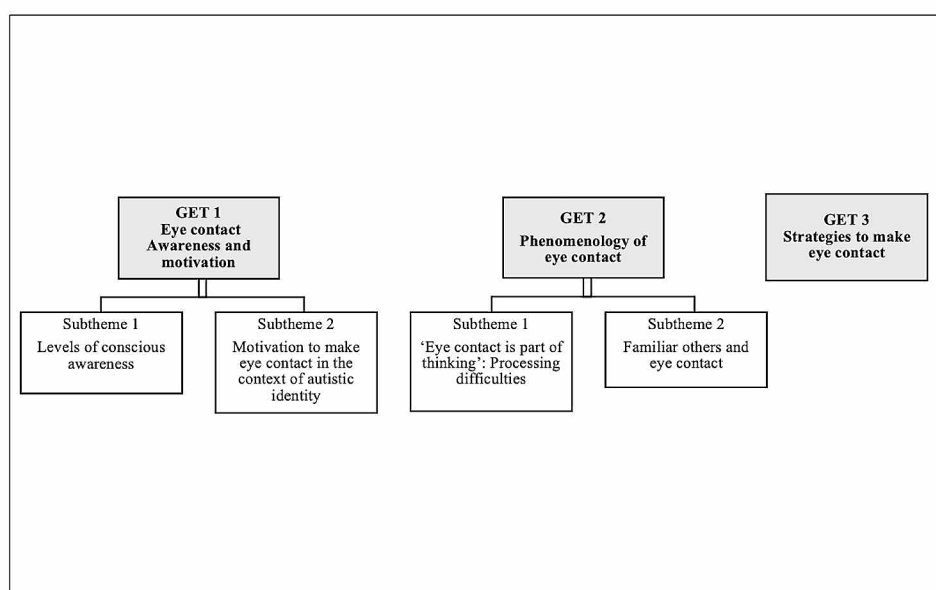 GET 1
Eye contact
Awareness and
motivation
Subtheme 1
Levels of conscious
awareness
Subtheme 2
Motivation to make
eye contact in the
context of autistic
identity
GET 2
Phenomenology of
eye contact
Subtheme 1
‘Eye contact is part of
thinking’: Processing
difficulties
Subtheme 2
Familiar others and
eye contact
GET 3
Strategies to make
eye contact